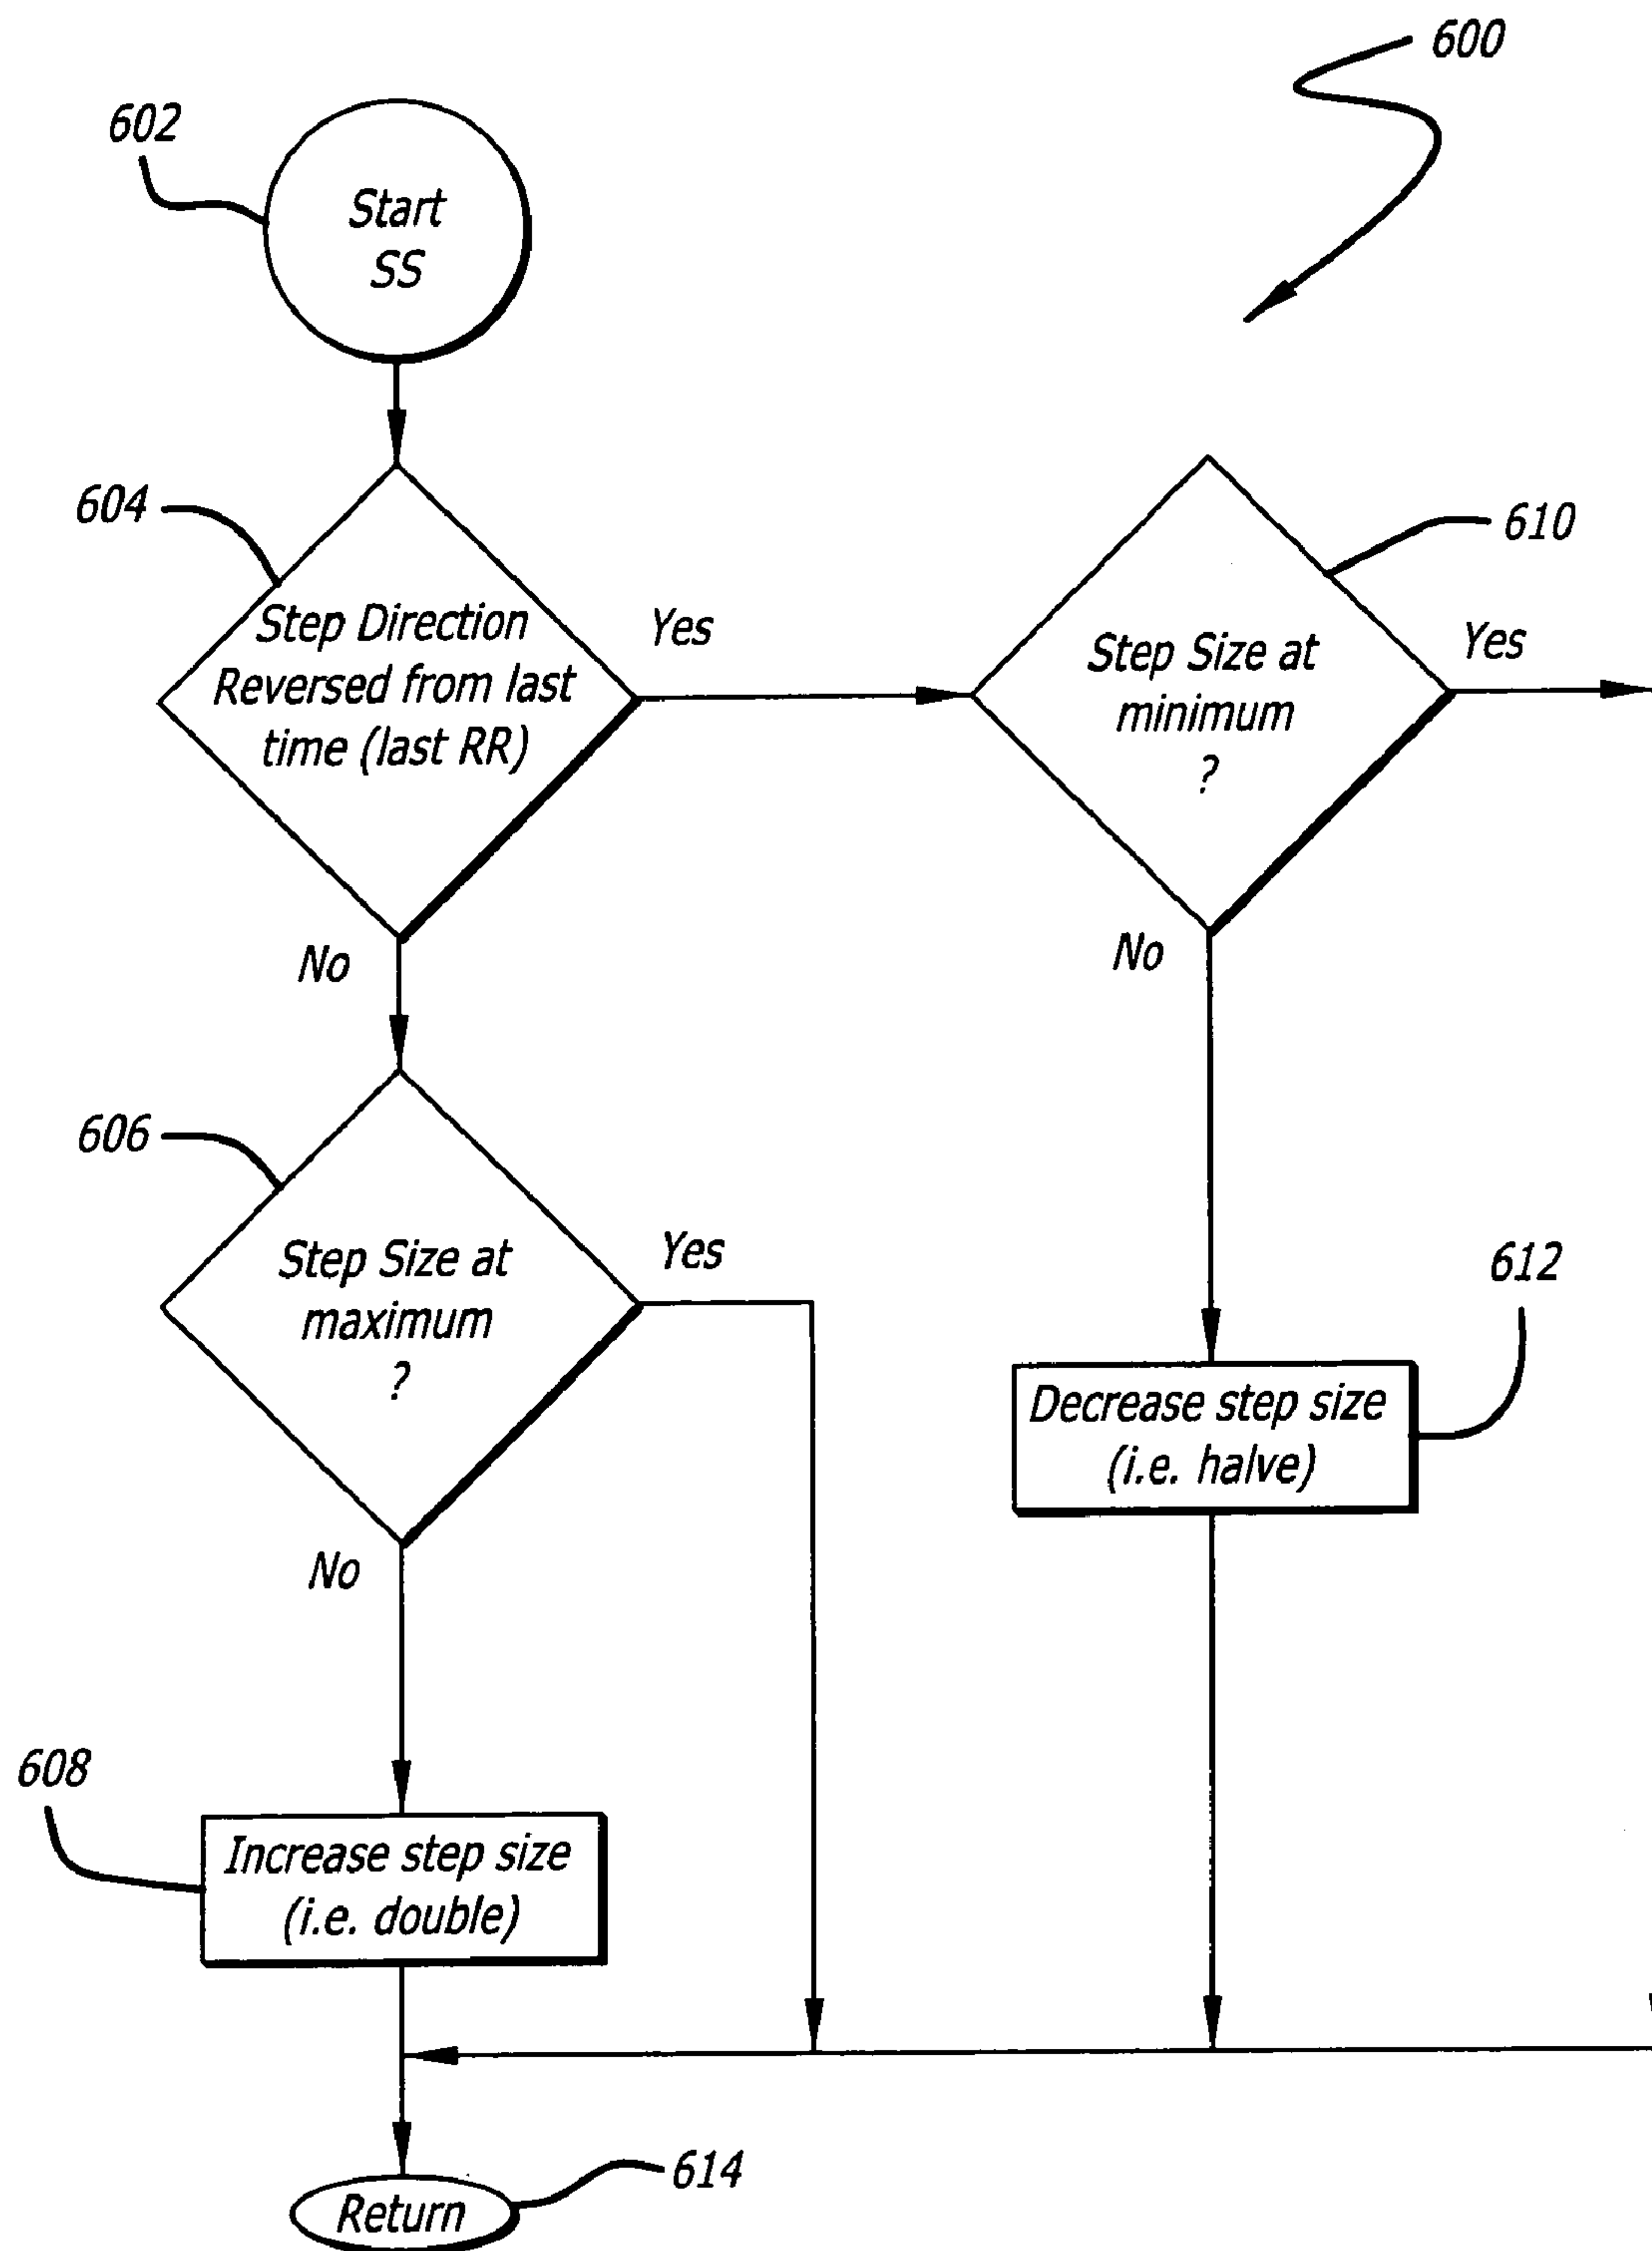 600
602
Start
SS
604
Step Direction
Reversed from last
time (last RR)
Yes
No
610
Step Size at
minimum
?
Yes
No
606
Step Size at
maximum
?
Yes
No
612
Decrease step size
(i.e. halve)
608
Increase step size
(i.e. double)
614
Return